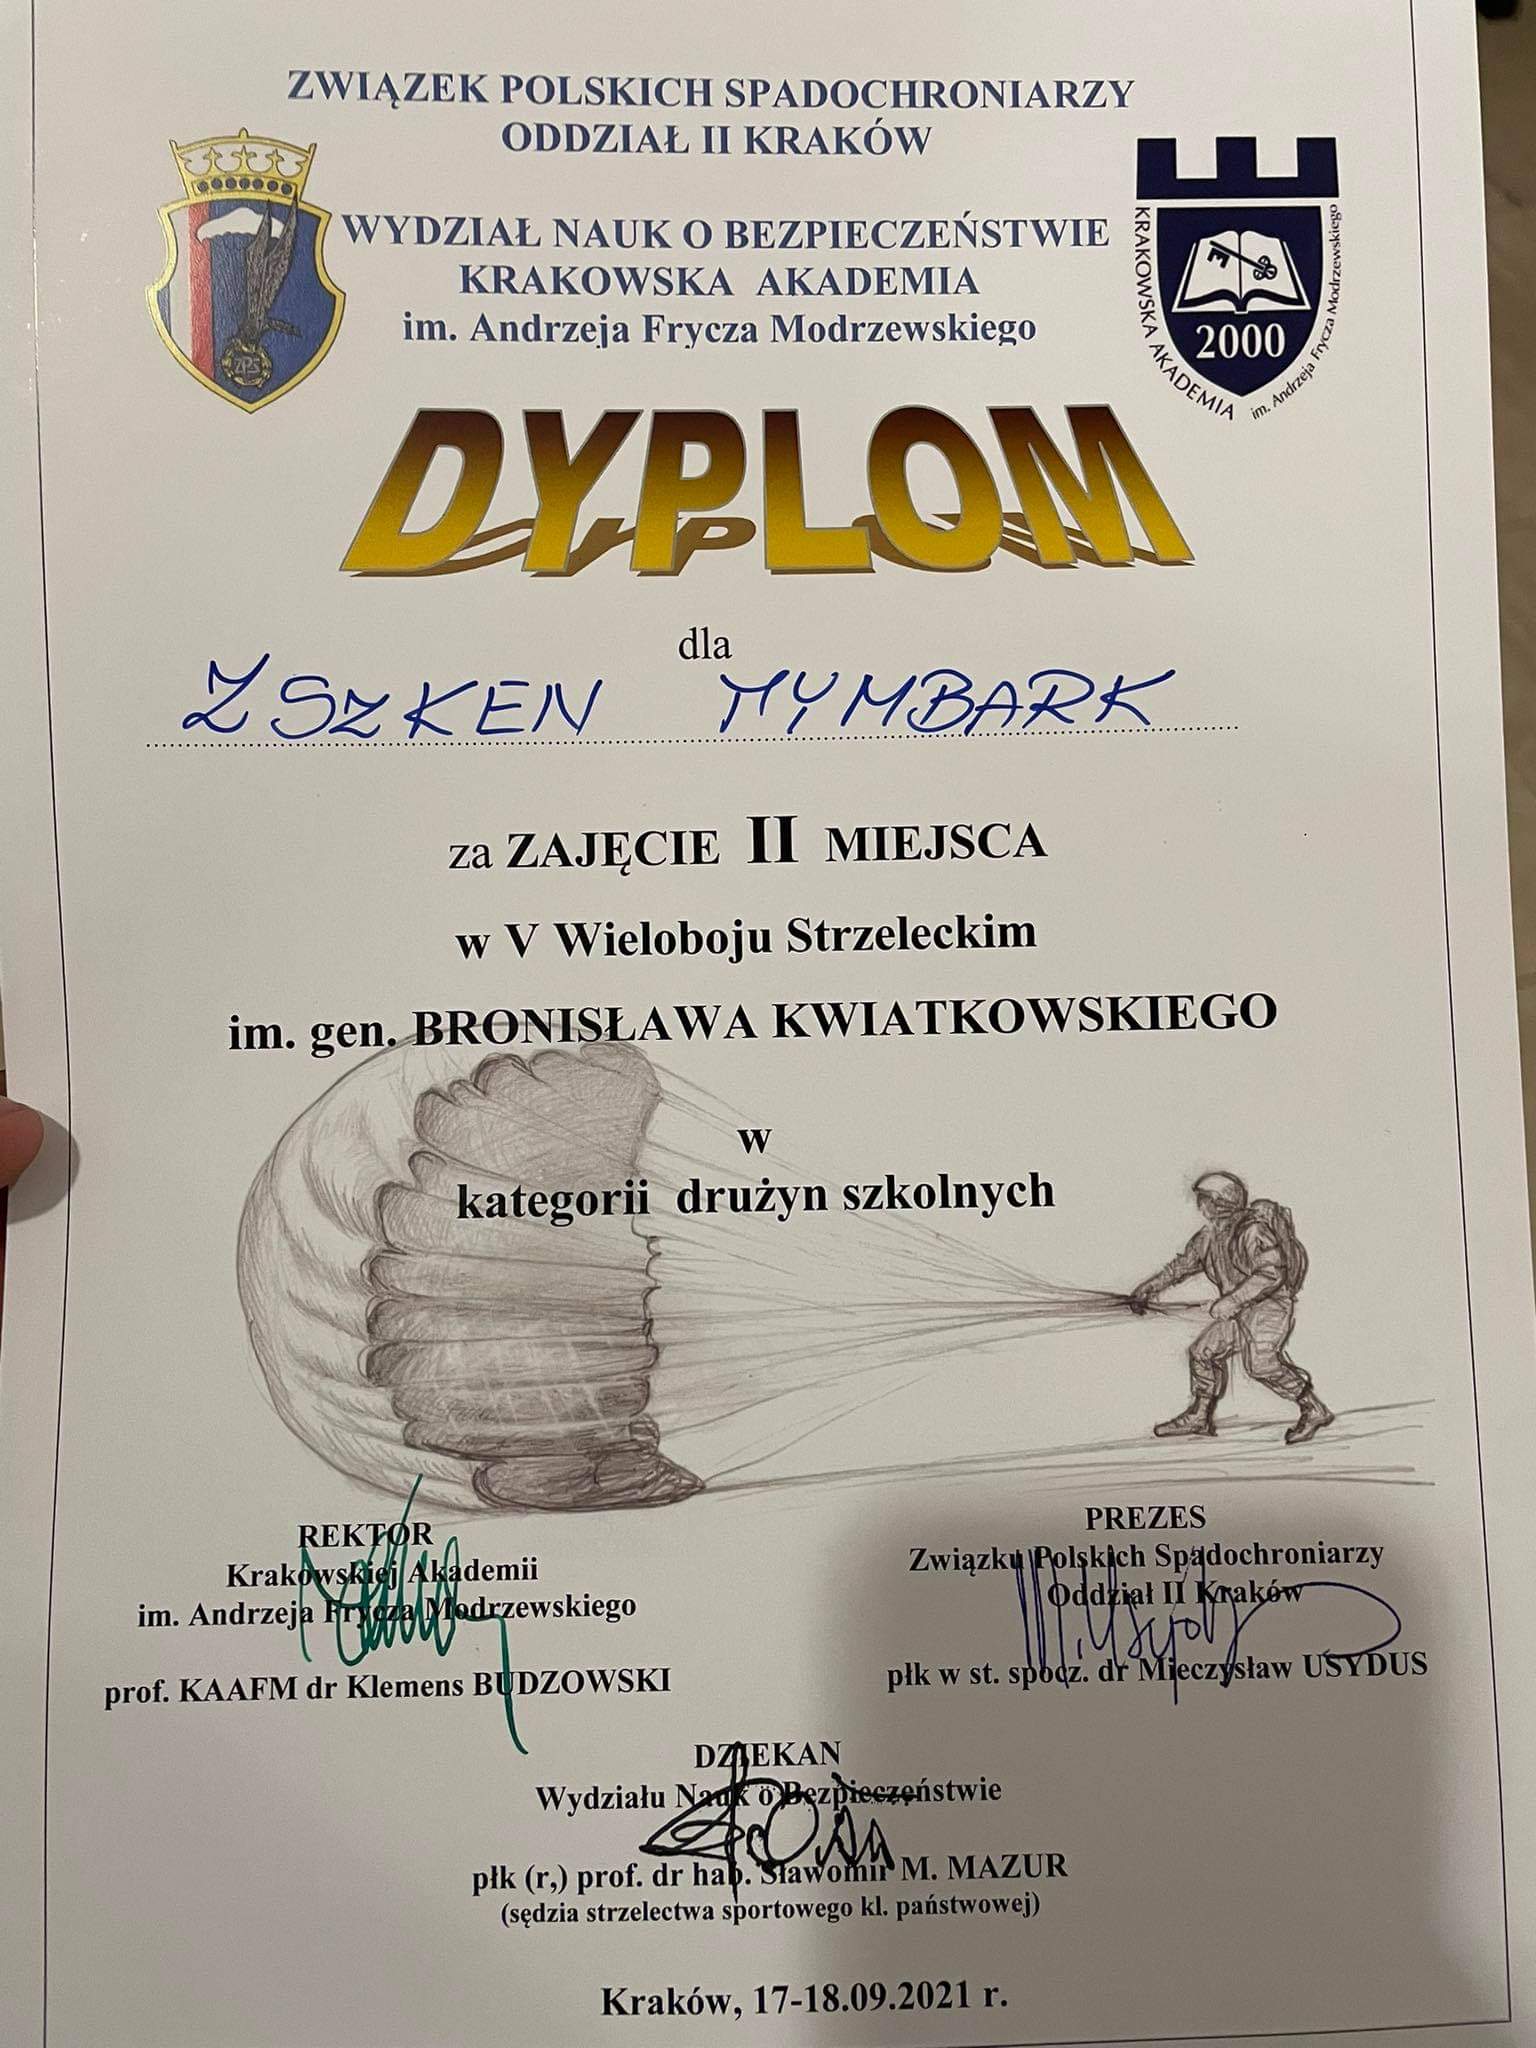 ZWIĄZEK POLSKICH SPADOCHRONIARZY
ODDZIAŁ II KRAKÓW
WYDZIAŁ NAUK O BEZPIECZEŃSTWIE
KRAKOWSKA AKADEMIA
im. Andrzeja Frycza Modrzewskiego
ZPS
KRAKOWSKA AKADEMIA
im. Andrzeja Frycza Modrzewskiego
2000
DYPLOM
dla
ZSZKEN TYMBARK
za ZAJĘCIE II MIEJSCA
w V Wieloboju Strzeleckim
im. gen. BRONISŁAWA KWIATKOWSKIEGO
w
kategorii drużyn szkolnych
REKTOR
Krakowskiej Akademii
im. Andrzeja Frycza Modrzewskiego
prof. KAAFM dr Klemens BUDZOWSKI
PREZES
Związku Polskich Spadochroniarzy
Oddział II Kraków
płk w st. spocz. dr Mieczysław USYDUS
DZIEKAN
Wydziału Nauk o Bezpieczeństwie
płk (r,) prof. dr hab. Sławomir M. MAZUR
(sędzia strzelectwa sportowego kl. państwowej)
Kraków, 17-18.09.2021 r.